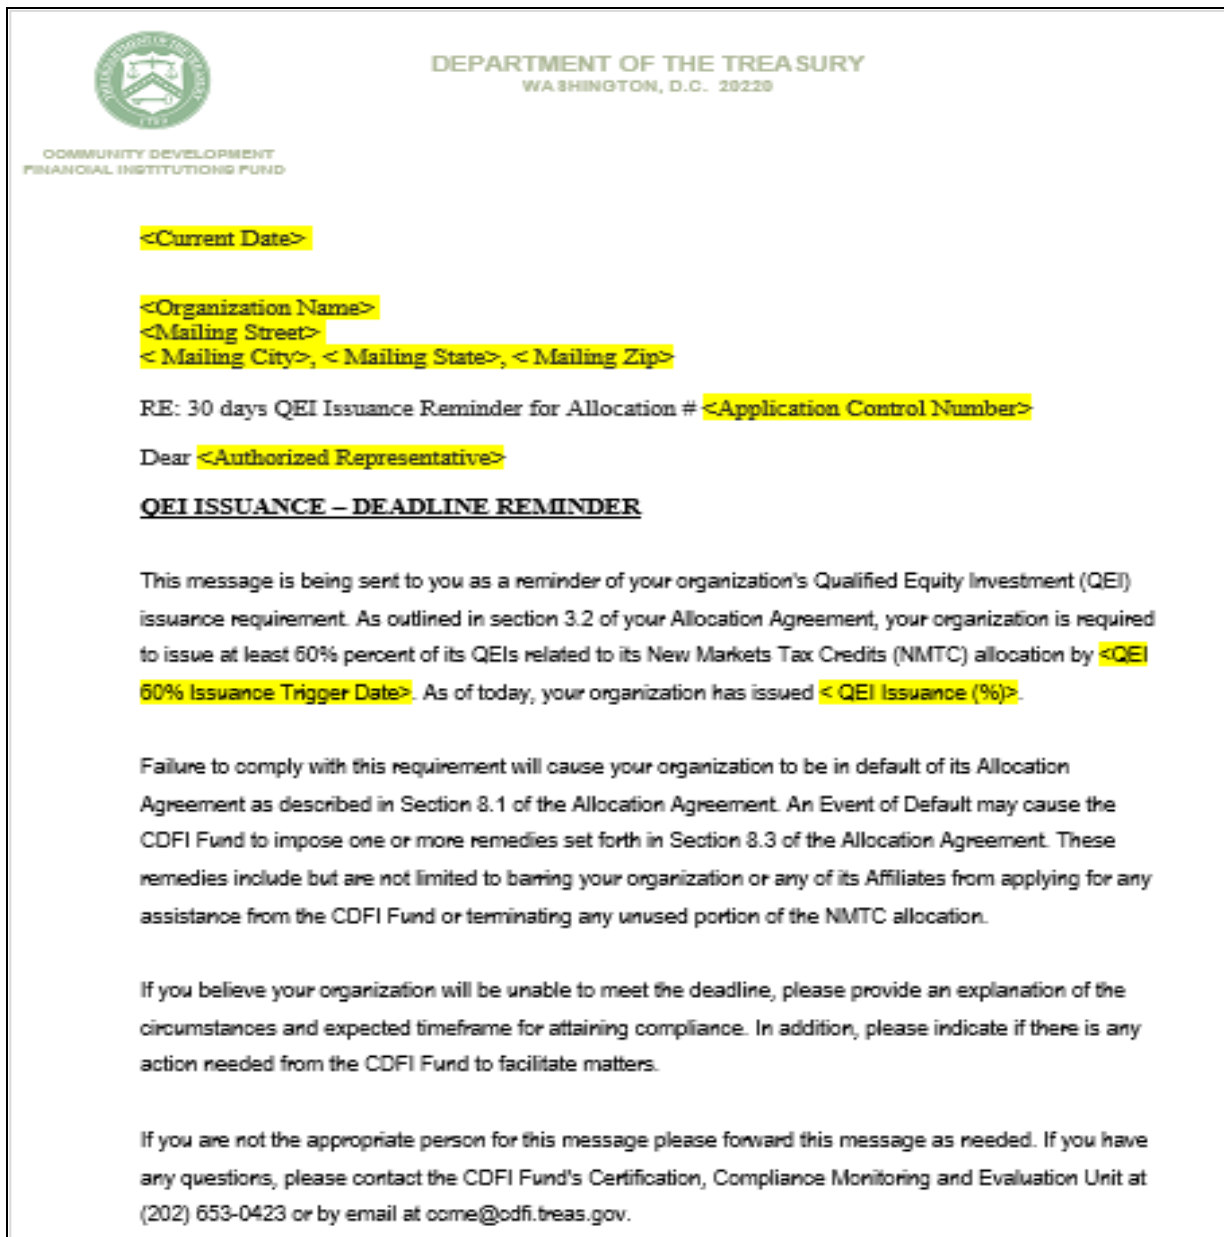 DEPARTMENT OF THE TREASURY
WASHINGTON, D.C. 20220
THE DEPARTMENT OF THE TREASURY
1789
COMMUNITY DEVELOPMENT
FINANCIAL INSTITUTIONS FUND
<Current Date>
<Organization Name>
<Mailing Street>
< Mailing City>, < Mailing State>, < Mailing Zip>
RE: 30 days QEI Issuance Reminder for Allocation # <Application Control Number>
Dear <Authorized Representative>
QEI ISSUANCE – DEADLINE REMINDER
This message is being sent to you as a reminder of your organization's Qualified Equity Investment (QEI)
issuance requirement. As outlined in section 3.2 of your Allocation Agreement, your organization is required
to issue at least 60% percent of its QEIs related to its New Markets Tax Credits (NMTC) allocation by <QEI
60% Issuance Trigger Date>. As of today, your organization has issued < QEI Issuance (%)>.
Failure to comply with this requirement will cause your organization to be in default of its Allocation
Agreement as described in Section 8.1 of the Allocation Agreement. An Event of Default may cause the
CDFI Fund to impose one or more remedies set forth in Section 8.3 of the Allocation Agreement. These
remedies include but are not limited to barring your organization or any of its Affiliates from applying for any
assistance from the CDFI Fund or terminating any unused portion of the NMTC allocation.
If you believe your organization will be unable to meet the deadline, please provide an explanation of the
circumstances and expected timeframe for attaining compliance. In addition, please indicate if there is any
action needed from the CDFI Fund to facilitate matters.
If you are not the appropriate person for this message please forward this message as needed. If you have
any questions, please contact the CDFI Fund's Certification, Compliance Monitoring and Evaluation Unit at
(202) 653-0423 or by email at ccme@cdfi.treas.gov.